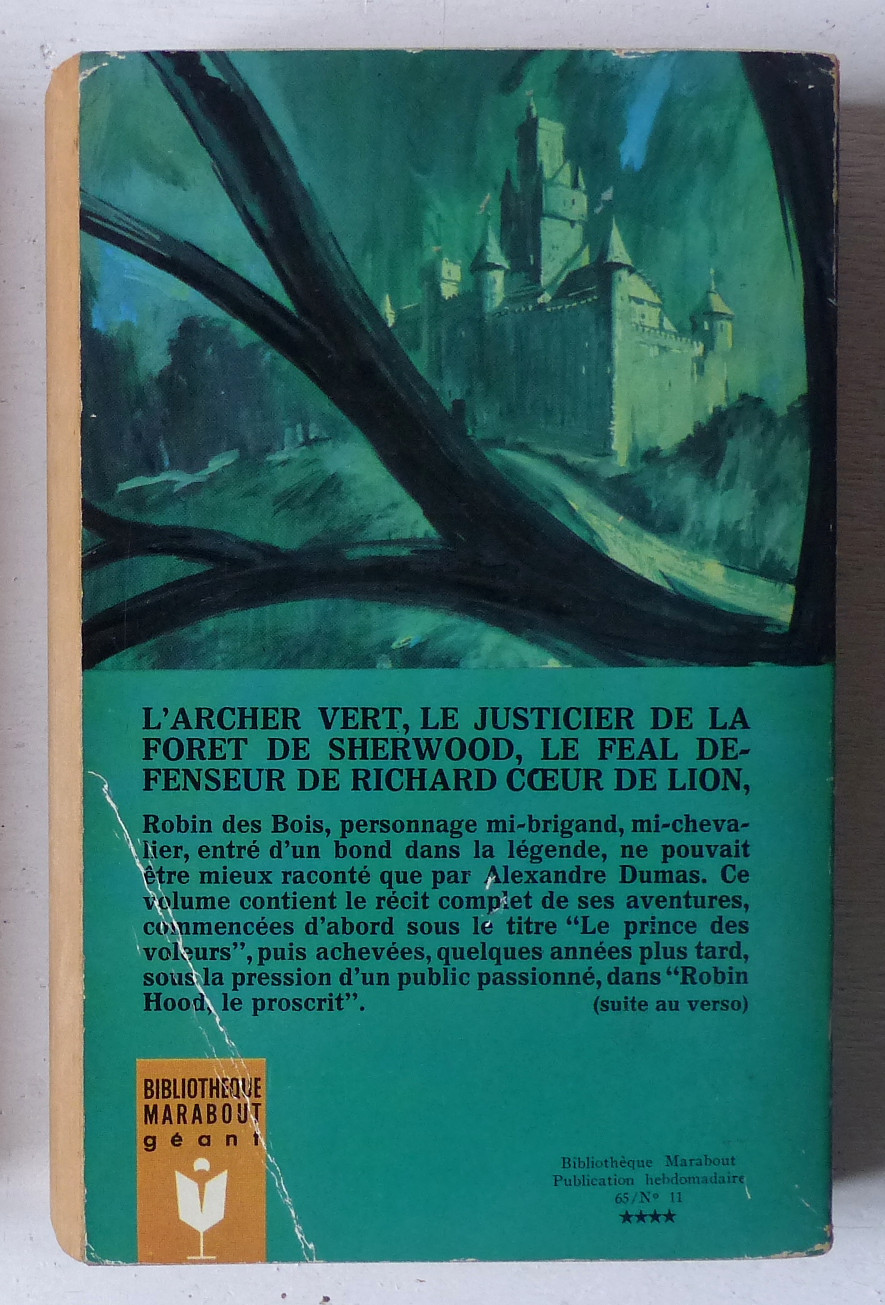 L'ARCHER VERT, LE JUSTICIER DE LA
FORET DE SHERWOOD, LE FEAL DE-
FENSEUR DE RICHARD CŒUR DE LION,
Robin des Bois, personnage mi-brigand, mi-cheva-
lier, entré d'un bond dans la légende, ne pouvait
être mieux raconté que par Alexandre Dumas. Ce
volume contient le récit complet de ses aventures,
commencées d'abord sous le titre "Le prince des
voleurs", puis achevées, quelques années plus tard,
sous la pression d'un public passionné, dans "Robin
Hood, le proscrit". (suite au verso)
BIBLIOTHEQUE
MARABOUT
géant
Bibliothèque Marabout
Publication hebdomadaire
65/Nº 11
★★★★